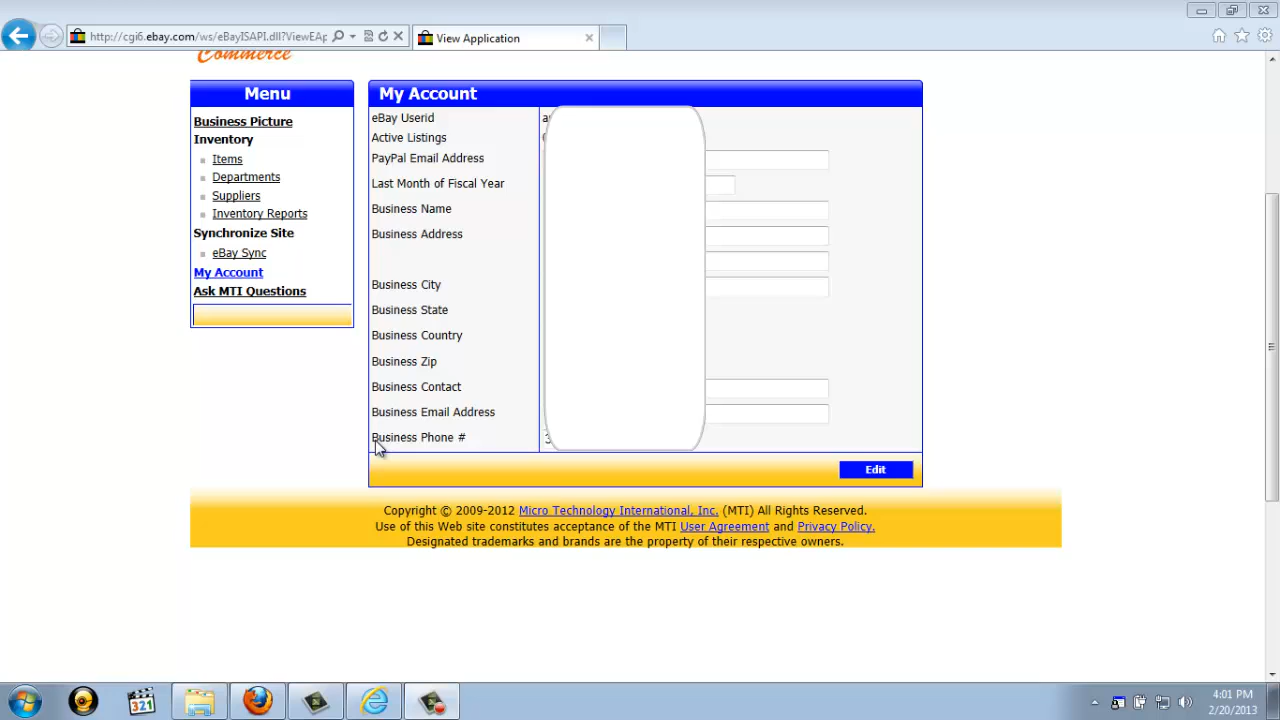 http://cgi6.ebay.com/ws/eBayISAPI.dll?ViewEAp
View Application
Commerce
Menu
Business Picture
Inventory
Items
Departments
Suppliers
Inventory Reports
Synchronize Site
eBay Sync
My Account
Ask MTI Questions
My Account
eBay Userid
Active Listings
PayPal Email Address
Last Month of Fiscal Year
Business Name
Business Address
Business City
Business State
Business Country
Business Zip
Business Contact
Business Email Address
Business Phone #
Edit
Copyright © 2009-2012 Micro Technology International, Inc. (MTI) All Rights Reserved.
Use of this Web site constitutes acceptance of the MTI User Agreement and Privacy Policy.
Designated trademarks and brands are the property of their respective owners.
321
4:01 PM
2/20/2013